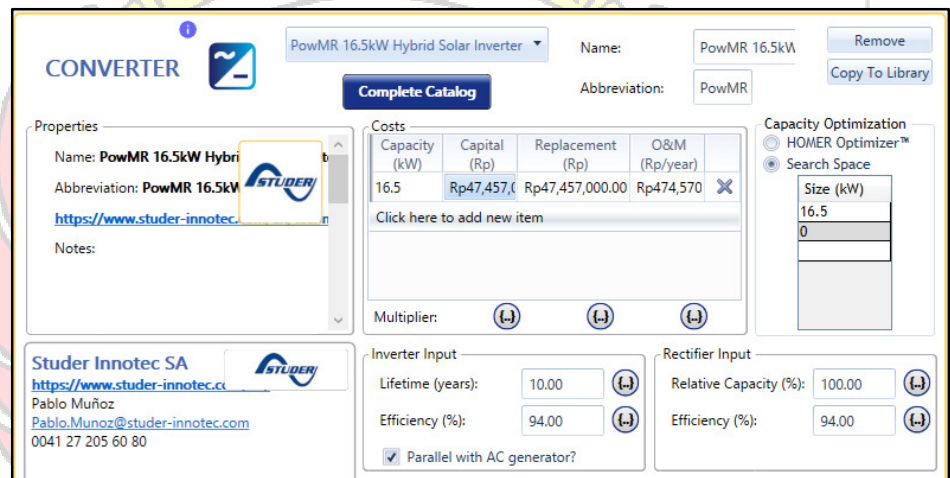 i
CONVERTER
PowMR 16.5kW Hybrid Solar Inverter
Complete Catalog
Name: PowMR 16.5kW
Abbreviation: PowMR
Remove
Copy To Library
Properties
Name: PowMR 16.5kW Hybri
Abbreviation: PowMR 16.5kW
https://www.studer-innotec.
Notes:
STUDER
Costs
Capacity (kW) Capital (Rp) Replacement (Rp) O&M (Rp/year)
16.5 Rp47,457,0 Rp47,457,000.00 Rp474,570
Click here to add new item
Multiplier: {..} {..} {..}
Capacity Optimization
HOMER Optimizer™
Search Space
Size (kW)
16.5
0
Studer Innotec SA
STUDER
https://www.studer-innotec.cc
Pablo Muñoz
Pablo.Munoz@studer-innotec.com
0041 27 205 60 80
Inverter Input
Lifetime (years): 10.00 {..}
Efficiency (%): 94.00 {..}
Parallel with AC generator?
Rectifier Input
Relative Capacity (%): 100.00 {..}
Efficiency (%): 94.00 {..}